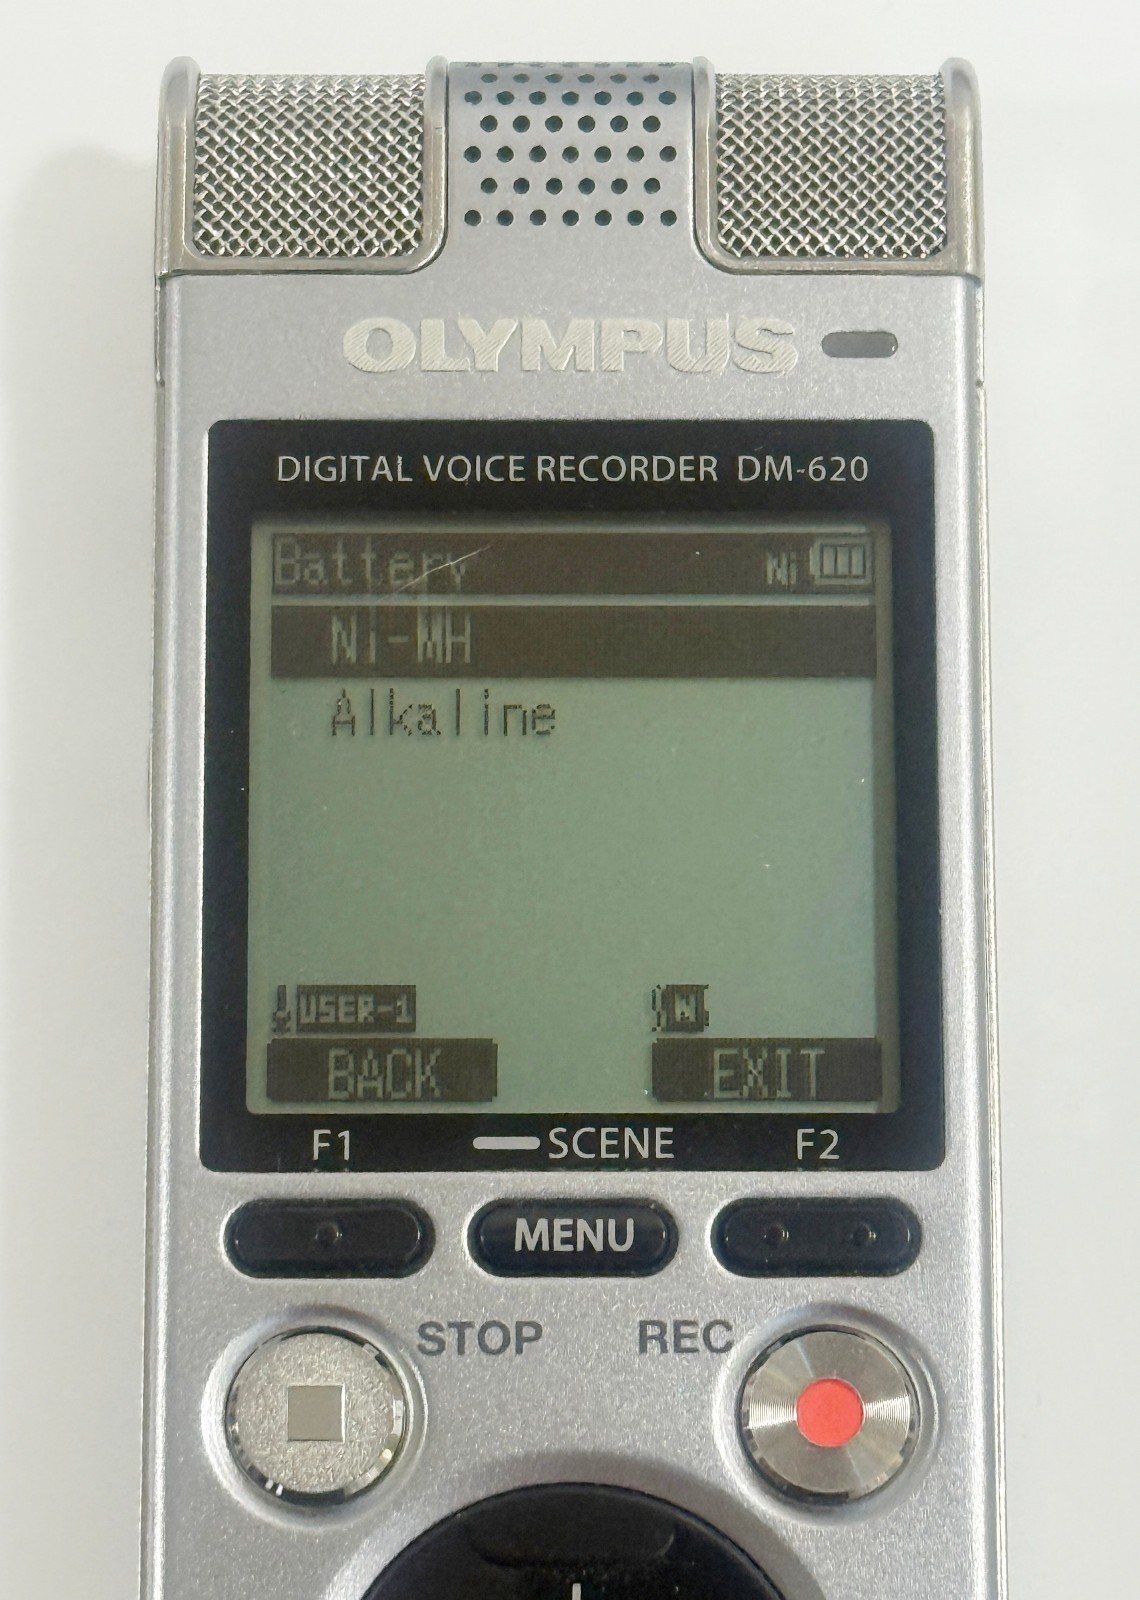 OLYMPUS
DIGITAL VOICE RECORDER DM-620
Battery Ni
Ni-MH
Alkaline
USER-1
BACK EXIT
F1 SCENE F2
MENU
STOP REC